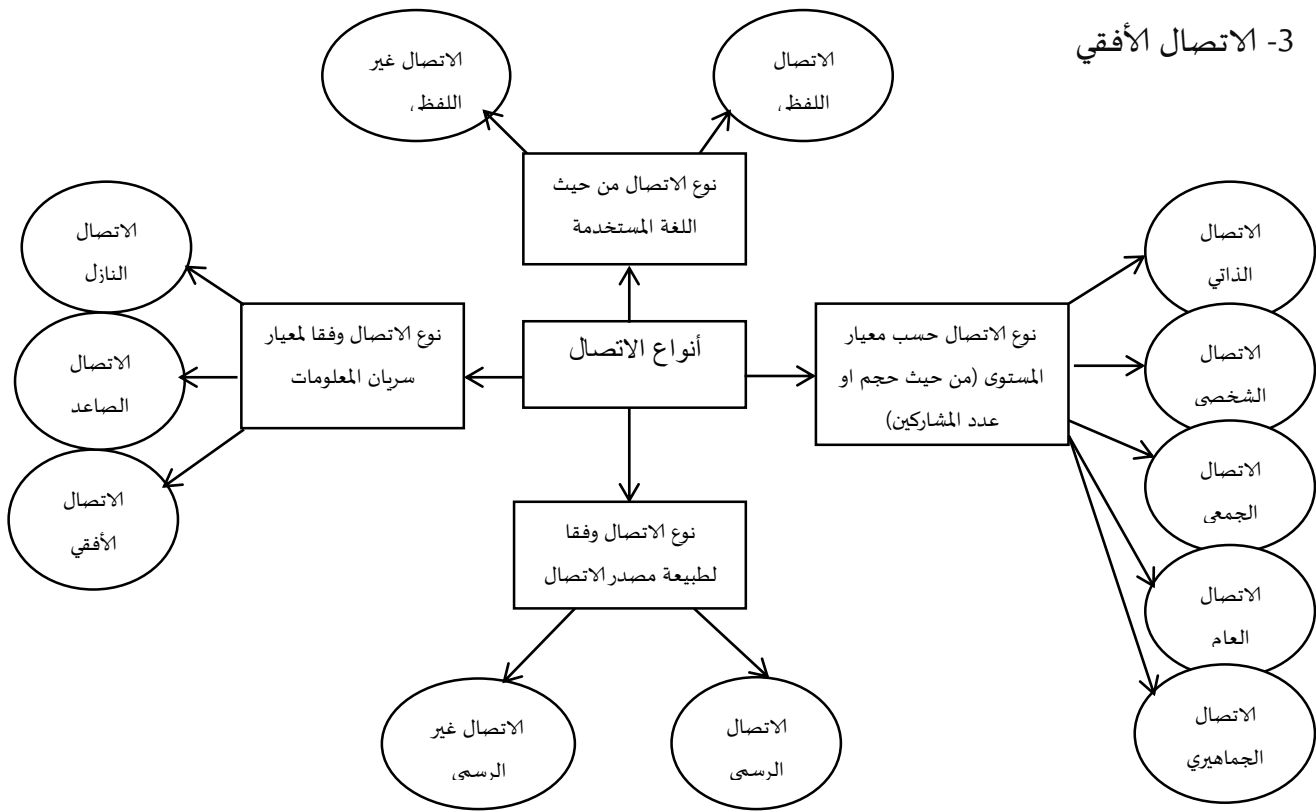 3- الاتصال الأفقي
الاتصال
اللفظي
الاتصال غير
اللفظي
نوع الاتصال من حيث
اللغة المستخدمة
أنواع الاتصال
نوع الاتصال حسب معيار
المستوى (من حيث حجم او
عدد المشاركين)
الاتصال
الذاتي
الاتصال
الشخصي
الاتصال
الجمعي
الاتصال
العام
الاتصال
الجماهيري
نوع الاتصال وفقا لمعيار
سريان المعلومات
الاتصال
النازل
الاتصال
الصاعد
الاتصال
الأفقي
نوع الاتصال وفقا
لطبيعة مصدر الاتصال
الاتصال
الرسمي
الاتصال غير
الرسمي